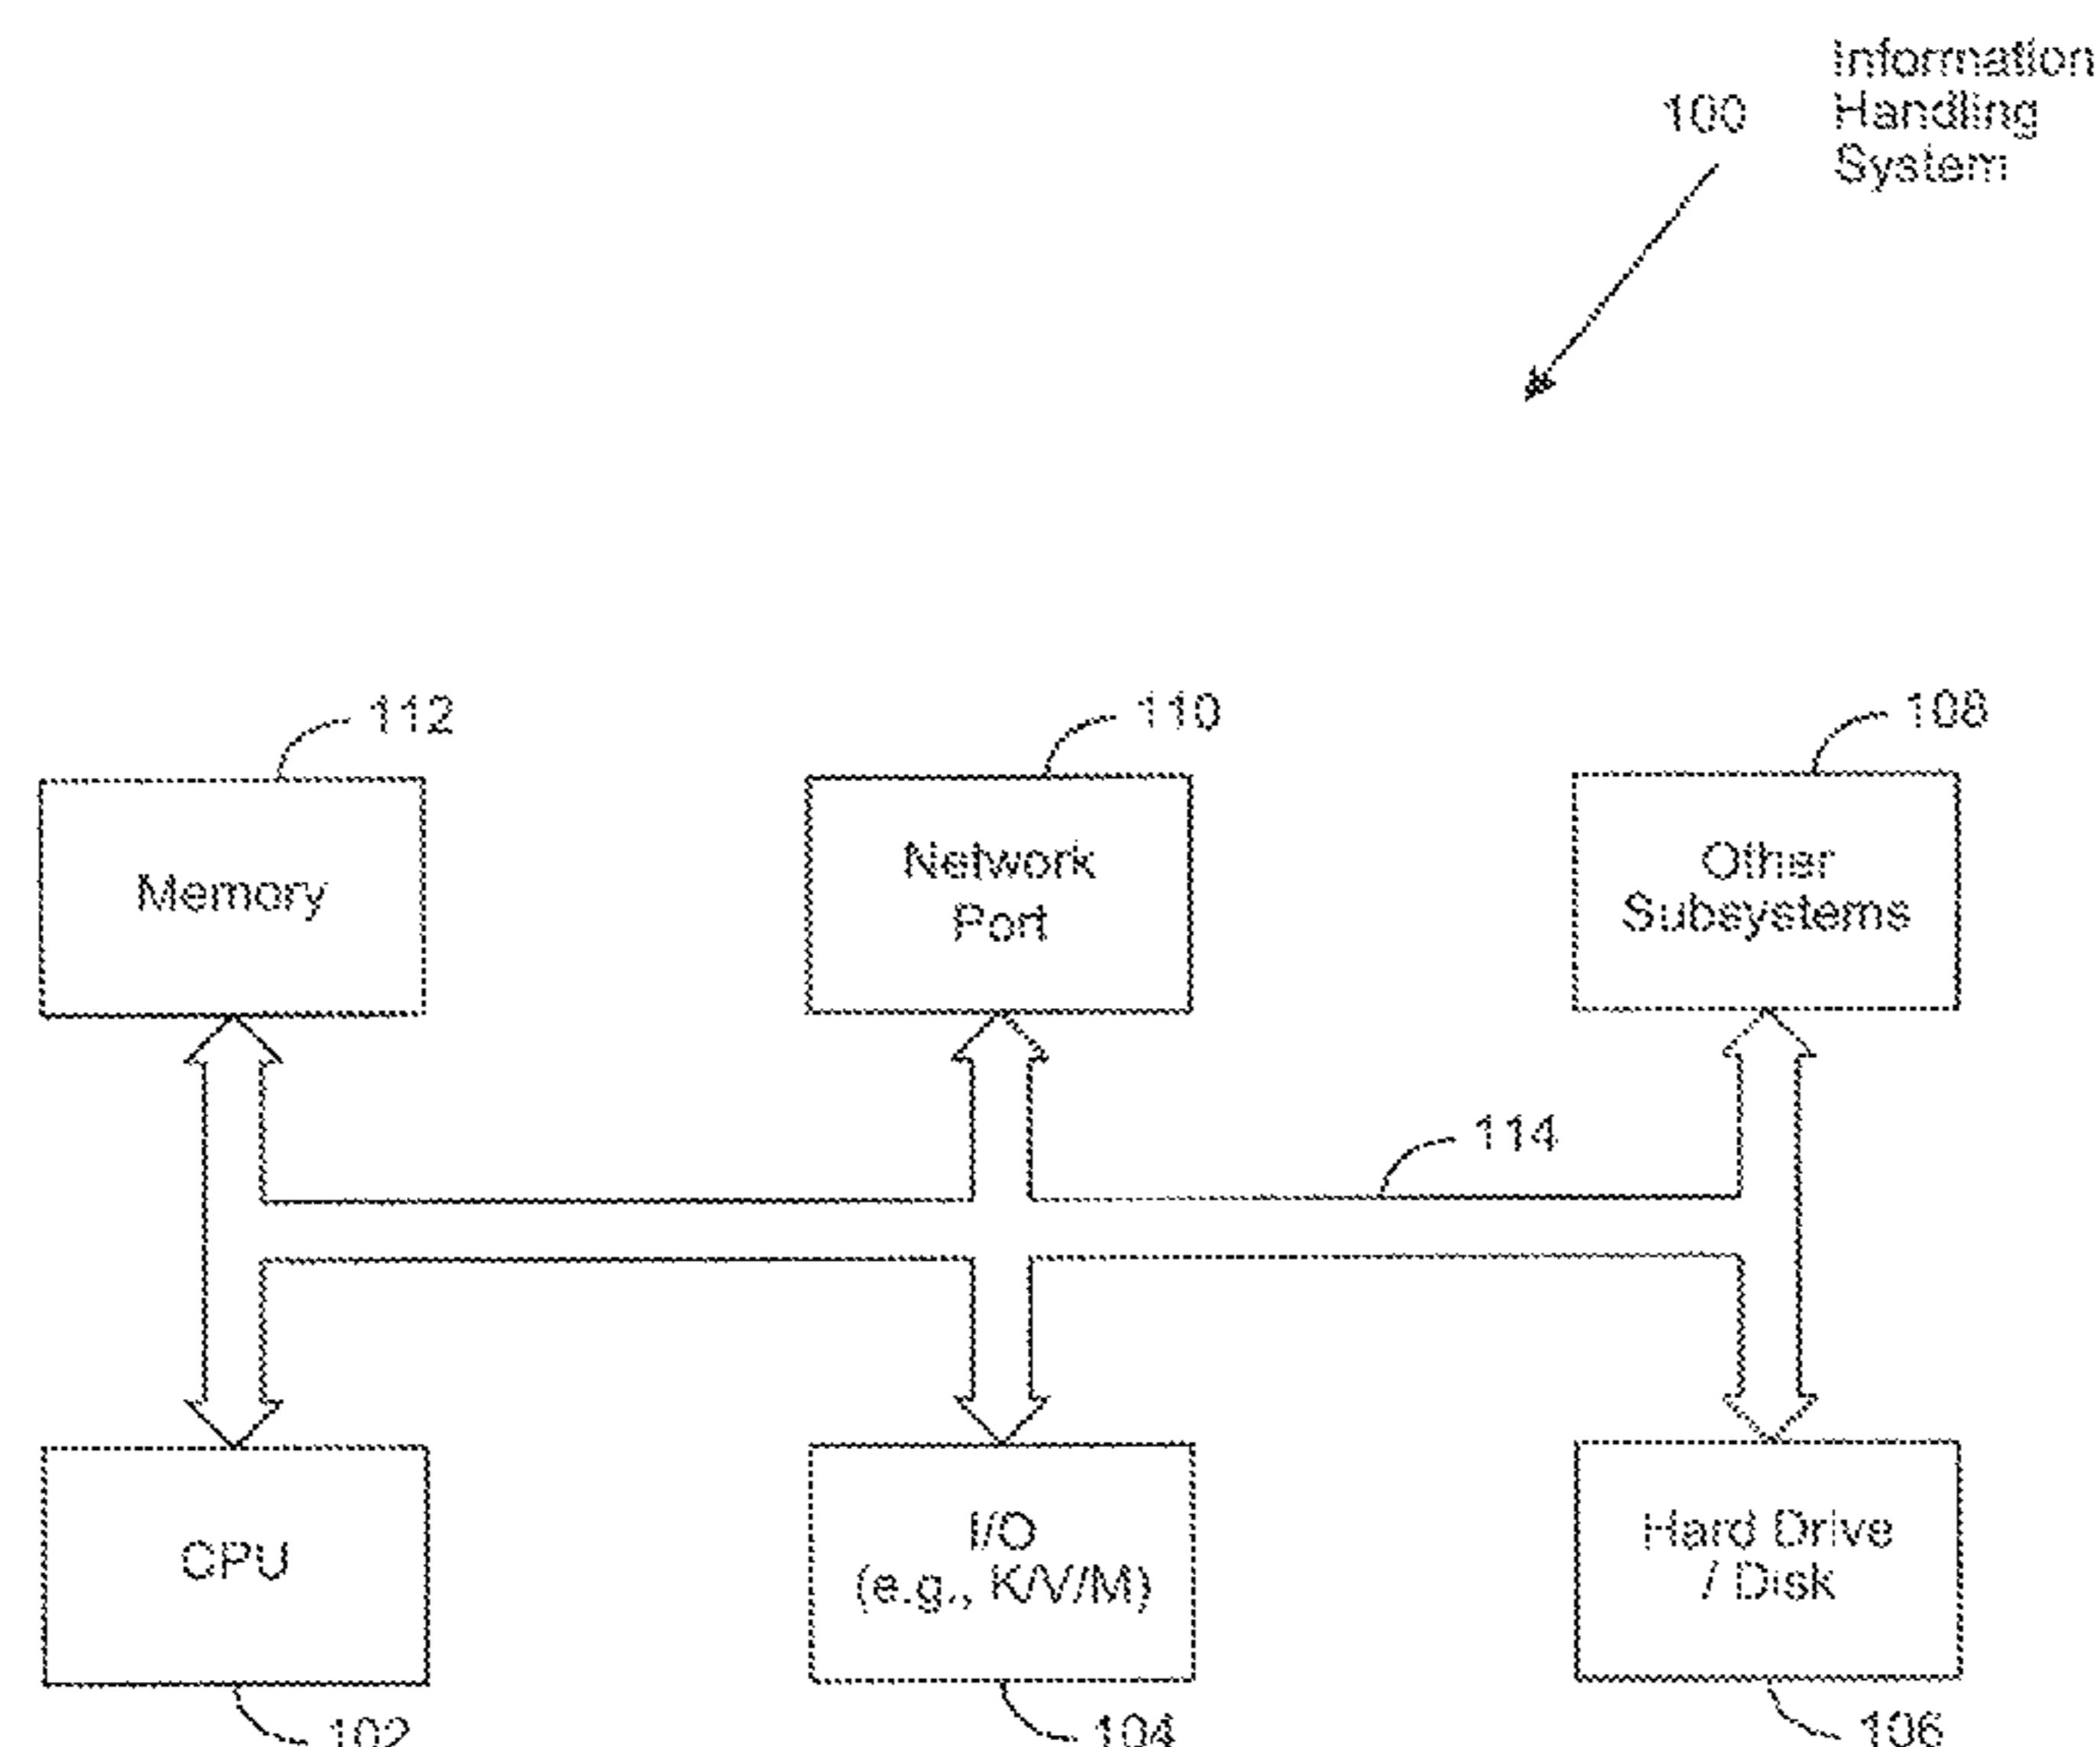 Information
100 Handling
System
112
110
108
Memory
Network
Port
Other
Subsystems
114
CPU
I/O
(e.g., K/V/M)
Hard Drive
/ Disk
102
104
106